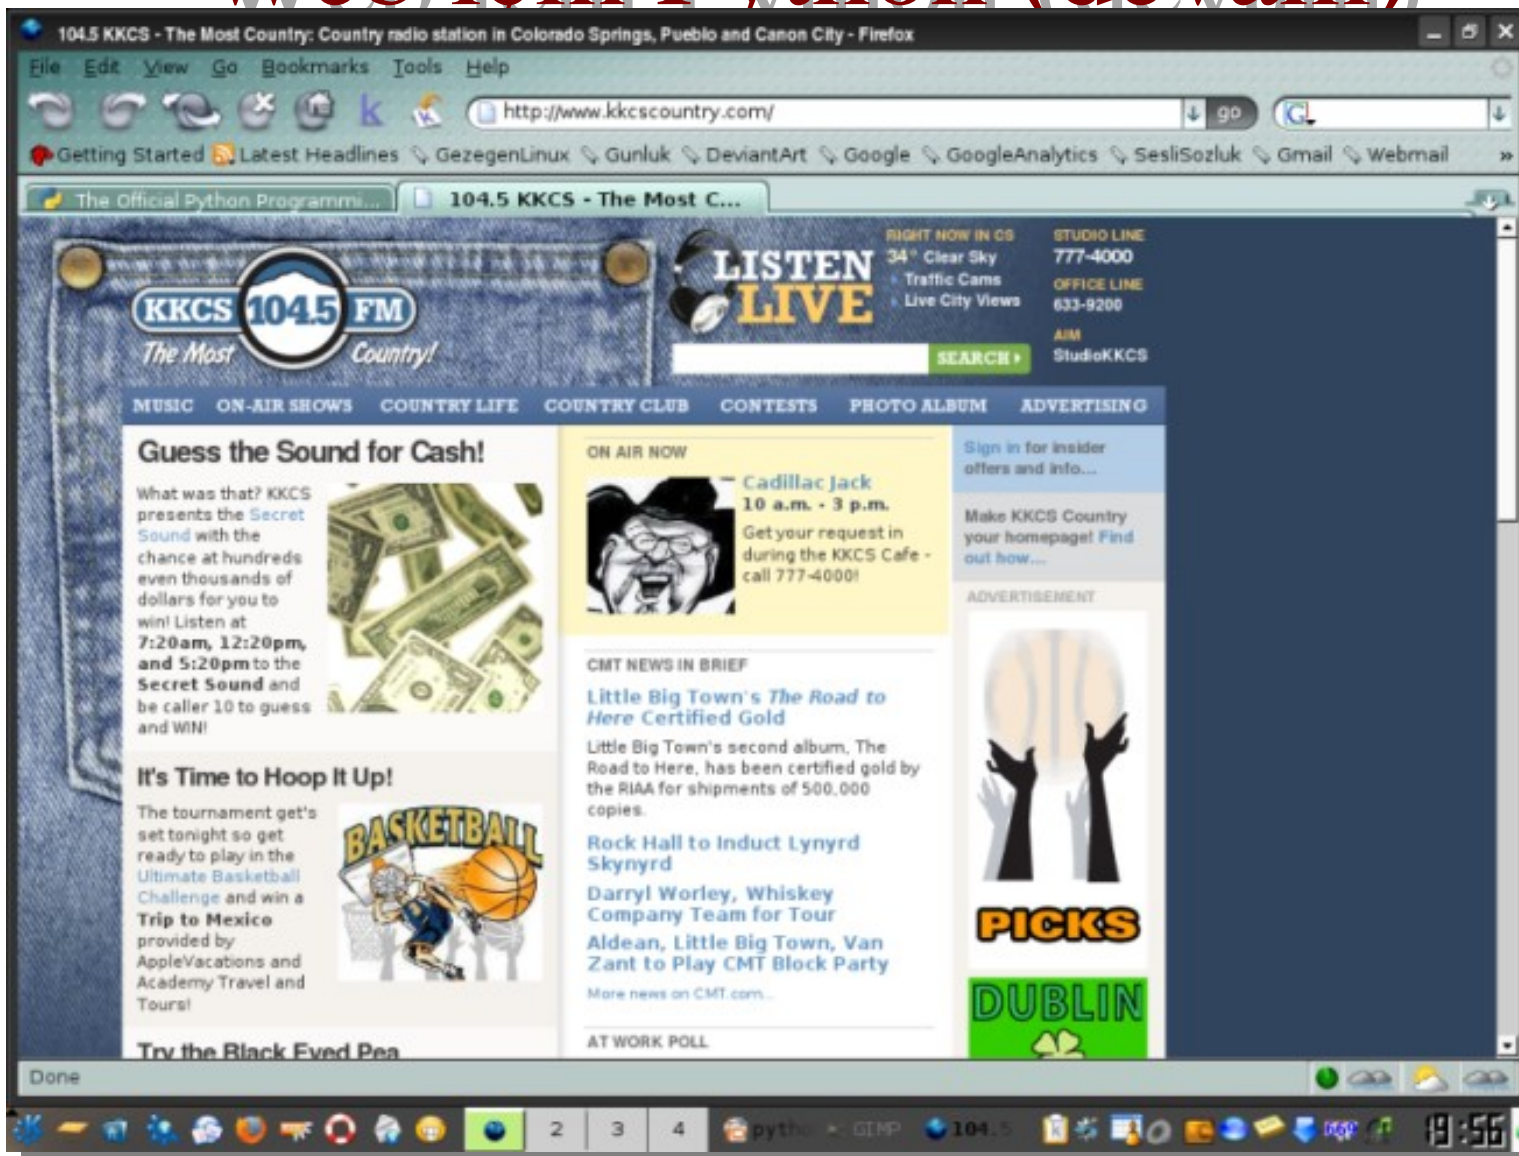 104.5 KKCS - The Most Country: Country radio station in Colorado Springs, Pueblo and Canon City - Firefox
File Edit View Go Bookmarks Tools Help
http://www.kkcscountry.com/
go
Getting Started Latest Headlines GezegenLinux Gunluk DeviantArt Google GoogleAnalytics SesliSozluk Gmail Webmail »
The Official Python Programmi...
104.5 KKCS - The Most C...
KKCS 104.5 FM
The Most Country!
LISTEN
LIVE
RIGHT NOW IN CS
34° Clear Sky
Traffic Cams
Live City Views
STUDIO LINE
777-4000
OFFICE LINE
633-9200
AIM
StudioKKCS
SEARCH
MUSIC ON-AIR SHOWS COUNTRY LIFE COUNTRY CLUB CONTESTS PHOTO ALBUM ADVERTISING
Guess the Sound for Cash!
What was that? KKCS
presents the Secret
Sound with the
chance at hundreds
even thousands of
dollars for you to
win! Listen at
7:20am, 12:20pm,
and 5:20pm to the
Secret Sound and
be caller 10 to guess
and WIN!
It's Time to Hoop It Up!
The tournament get's
set tonight so get
ready to play in the
Ultimate Basketball
Challenge and win a
Trip to Mexico
provided by
AppleVacations and
Academy Travel and
Tours!
BASKETBALL
Try the Black Eyed Pea
ON AIR NOW
Cadillac Jack
10 a.m. - 3 p.m.
Get your request in
during the KKCS Cafe -
call 777-4000!
CMT NEWS IN BRIEF
Little Big Town's The Road to
Here Certified Gold
Little Big Town's second album, The
Road to Here, has been certified gold by
the RIAA for shipments of 500,000
copies.
Rock Hall to Induct Lynyrd
Skynyrd
Darryl Worley, Whiskey
Company Team for Tour
Aldean, Little Big Town, Van
Zant to Play CMT Block Party
More news on CMT.com...
AT WORK POLL
Sign in for insider
offers and info...
Make KKCS Country
your homepage! Find
out how...
ADVERTISEMENT
PICKS
DUBLIN
Done
2 3 4 pytho GIMP 104.5 669 19:56